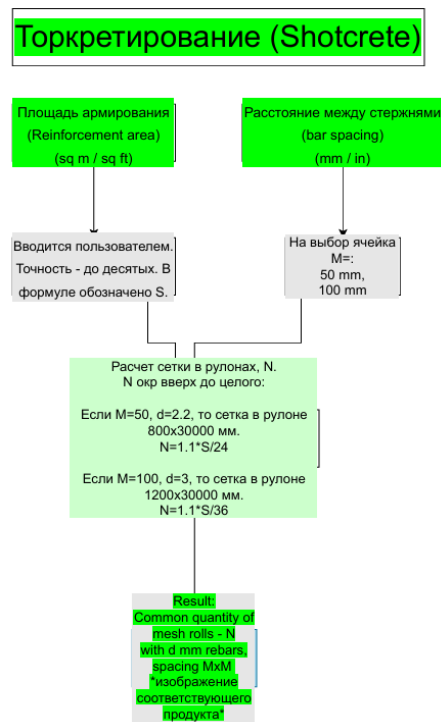 Торкретирование (Shotcrete)
Площадь армирования
(Reinforcement area)
(sq m / sq ft)
Расстояние между стержнями
(bar spacing)
(mm / in)
Вводится пользователем.
Точность - до десятых. В
формуле обозначено S.
На выбор ячейка
M=:
50 mm,
100 mm
Расчет сетки в рулонах, N.
N окр вверх до целого:
Если M=50, d=2.2, то сетка в рулоне
800x30000 мм.
N=1.1*S/24
Если M=100, d=3, то сетка в рулоне
1200x30000 мм.
N=1.1*S/36
Result:
Common quantity of
mesh rolls - N
with d mm rebars,
spacing MxM
*изображение
соответствующего
продукта*